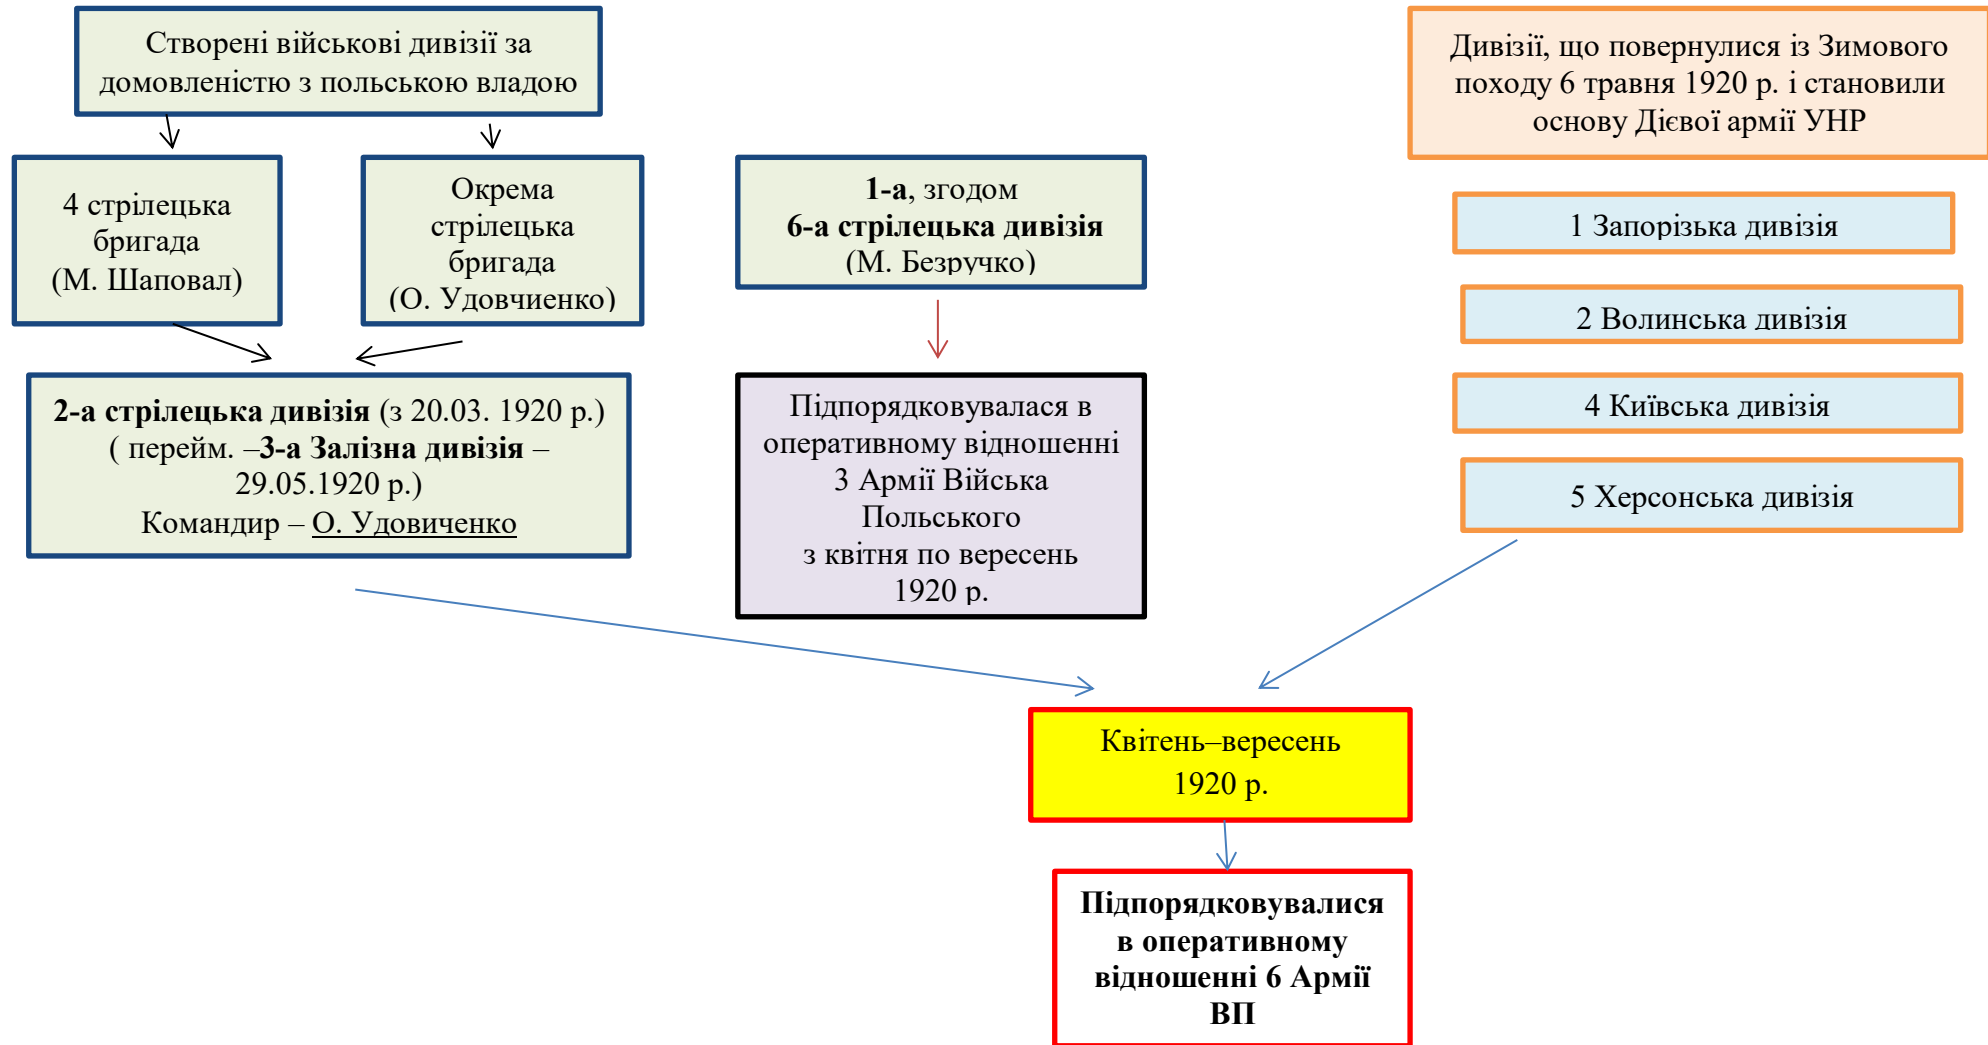 Створені військові дивізії за
домовленістю з польською владою
Дивізії, що повернулися із Зимового
походу 6 травня 1920 р. і становили
основу Дієвої армії УНР
4 стрілецька
бригада
(М. Шаповал)
Окрема
стрілецька
бригада
(О. Удовчиенко)
1-а, згодом
6-а стрілецька дивізія
(М. Безручко)
1 Запорізька дивізія
2 Волинська дивізія
4 Київська дивізія
5 Херсонська дивізія
2-а стрілецька дивізія (з 20.03. 1920 р.)
( перейм. –3-а Залізна дивізія –
29.05.1920 р.)
Командир – О. Удовиченко
Підпорядковувалася в
оперативному відношенні
3 Армії Війська
Польського
з квітня по вересень
1920 р.
Квітень–вересень
1920 р.
Підпорядковувалися
в оперативному
відношенні 6 Армії
ВП